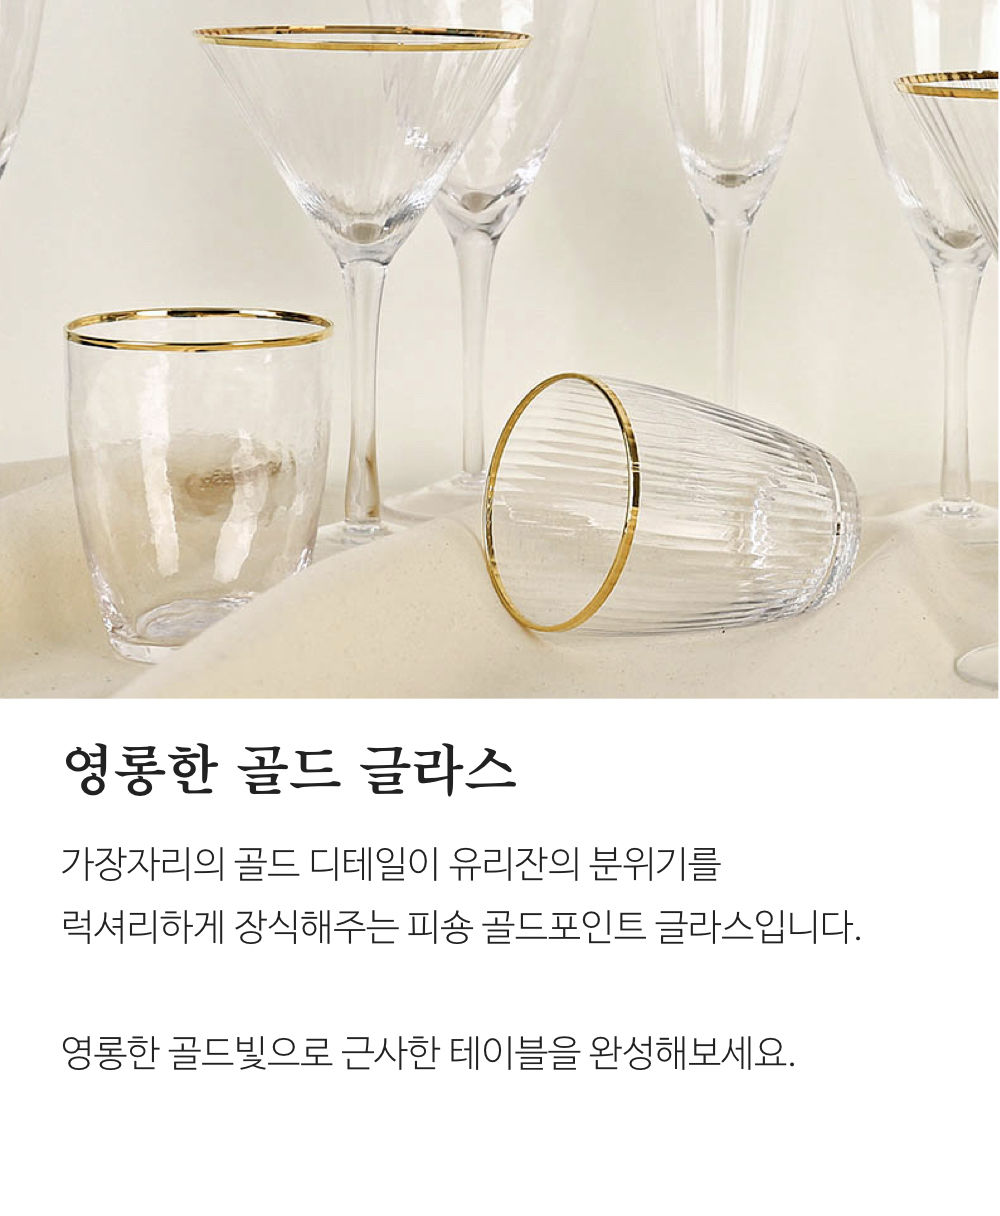 영롱한 골드 글라스
가장자리의 골드 디테일이 유리잔의 분위기를
럭셔리하게 장식해주는 피숑 골드포인트 글라스입니다.
영롱한 골드빛으로 근사한 테이블을 완성해보세요.